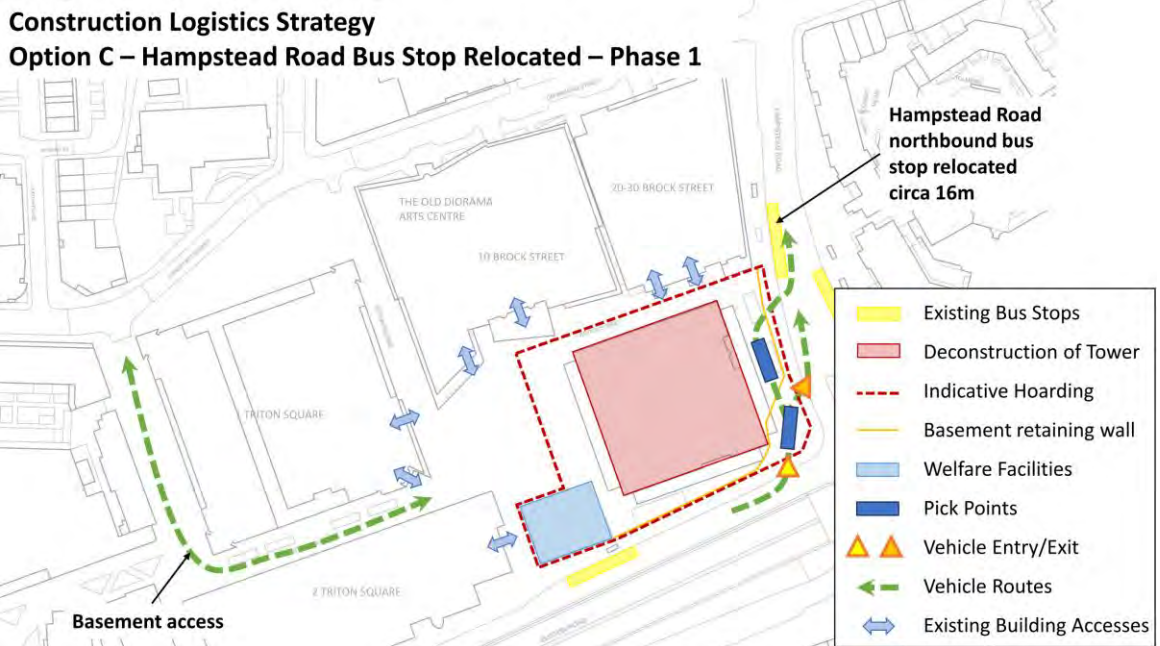 Construction Logistics Strategy
Option C – Hampstead Road Bus Stop Relocated – Phase 1
Hampstead Road
northbound bus
stop relocated
circa 16m
HAMPSTEAD ROAD
20-30 BROCK STREET
THE OLD DIORAMA
ARTS CENTRE
10 BROCK STREET
1 TRITON SQUARE
2 TRITON SQUARE
Basement access
Existing Bus Stops
Deconstruction of Tower
Indicative Hoarding
Basement retaining wall
Welfare Facilities
Pick Points
Vehicle Entry/Exit
Vehicle Routes
Existing Building Accesses